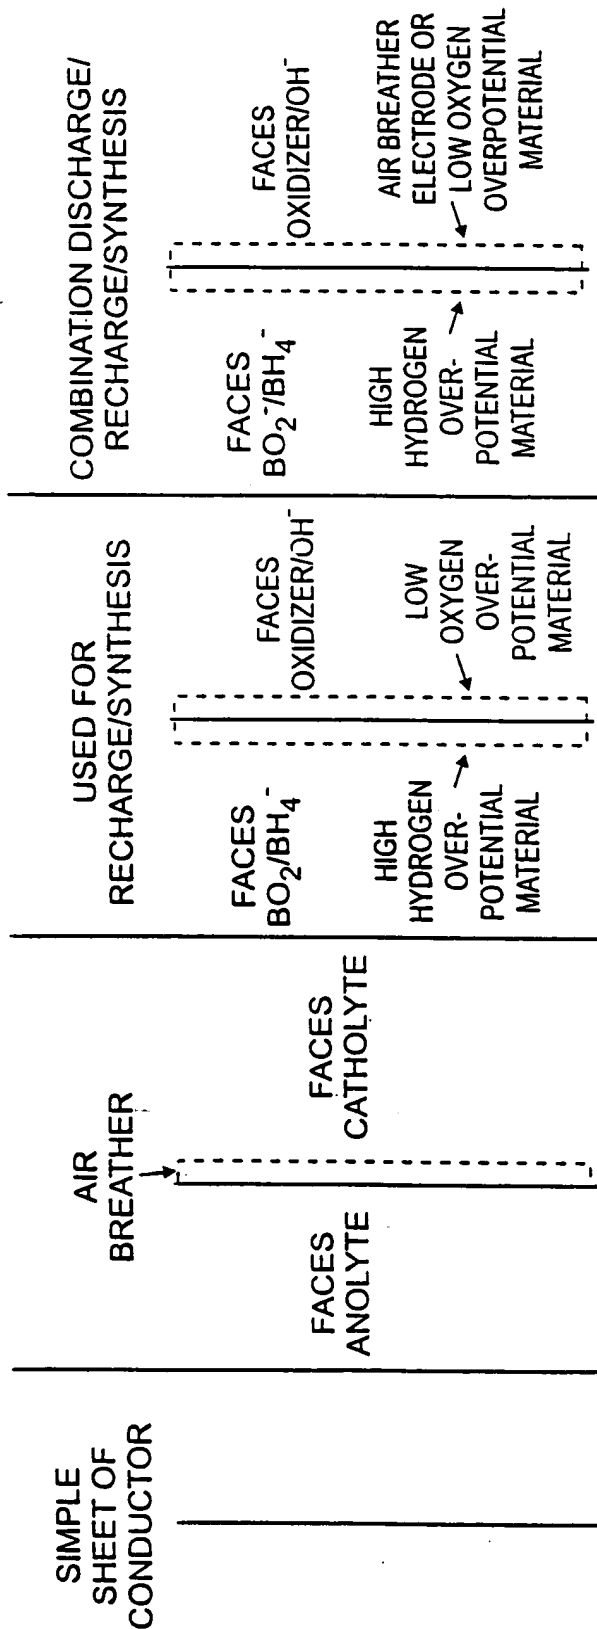 SIMPLE
SHEET OF
CONDUCTOR
AIR
BREATHER
FACES
ANOLYTE
FACES
CATHOLYTE
USED FOR
RECHARGE/SYNTHESIS
FACES
BO₂/BH₄⁻
FACES
OXIDIZER/OH⁻
HIGH
HYDROGEN
OVER-
POTENTIAL
MATERIAL
LOW
OXYGEN
OVER-
POTENTIAL
MATERIAL
COMBINATION DISCHARGE/
RECHARGE/SYNTHESIS
FACES
BO₂⁻/BH₄⁻
FACES
OXIDIZER/OH⁻
HIGH
HYDROGEN
OVER-
POTENTIAL
MATERIAL
AIR BREATHER
ELECTRODE OR
LOW OXYGEN
OVERPOTENTIAL
MATERIAL